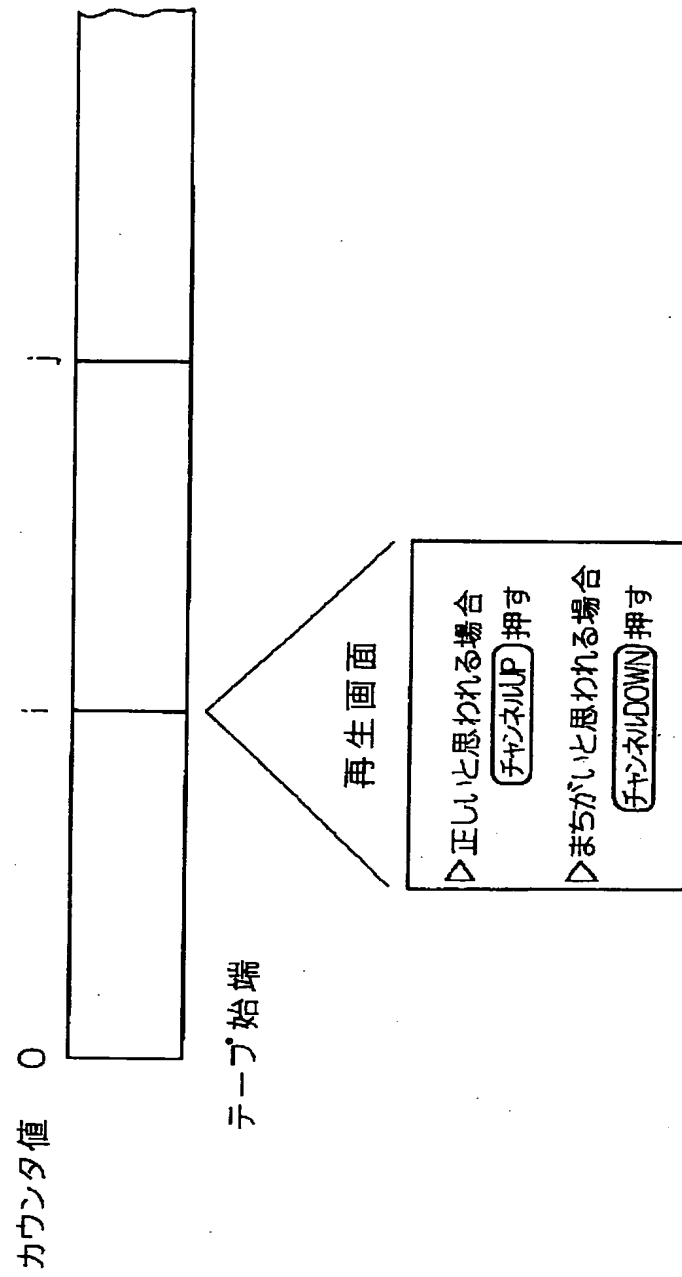 カウンタ値 0 i j
テープ始端
再生画面
▷正しいと思われる場合
チャンネルUP 押す
▷まちがいと思われる場合
チャンネルDOWN 押す